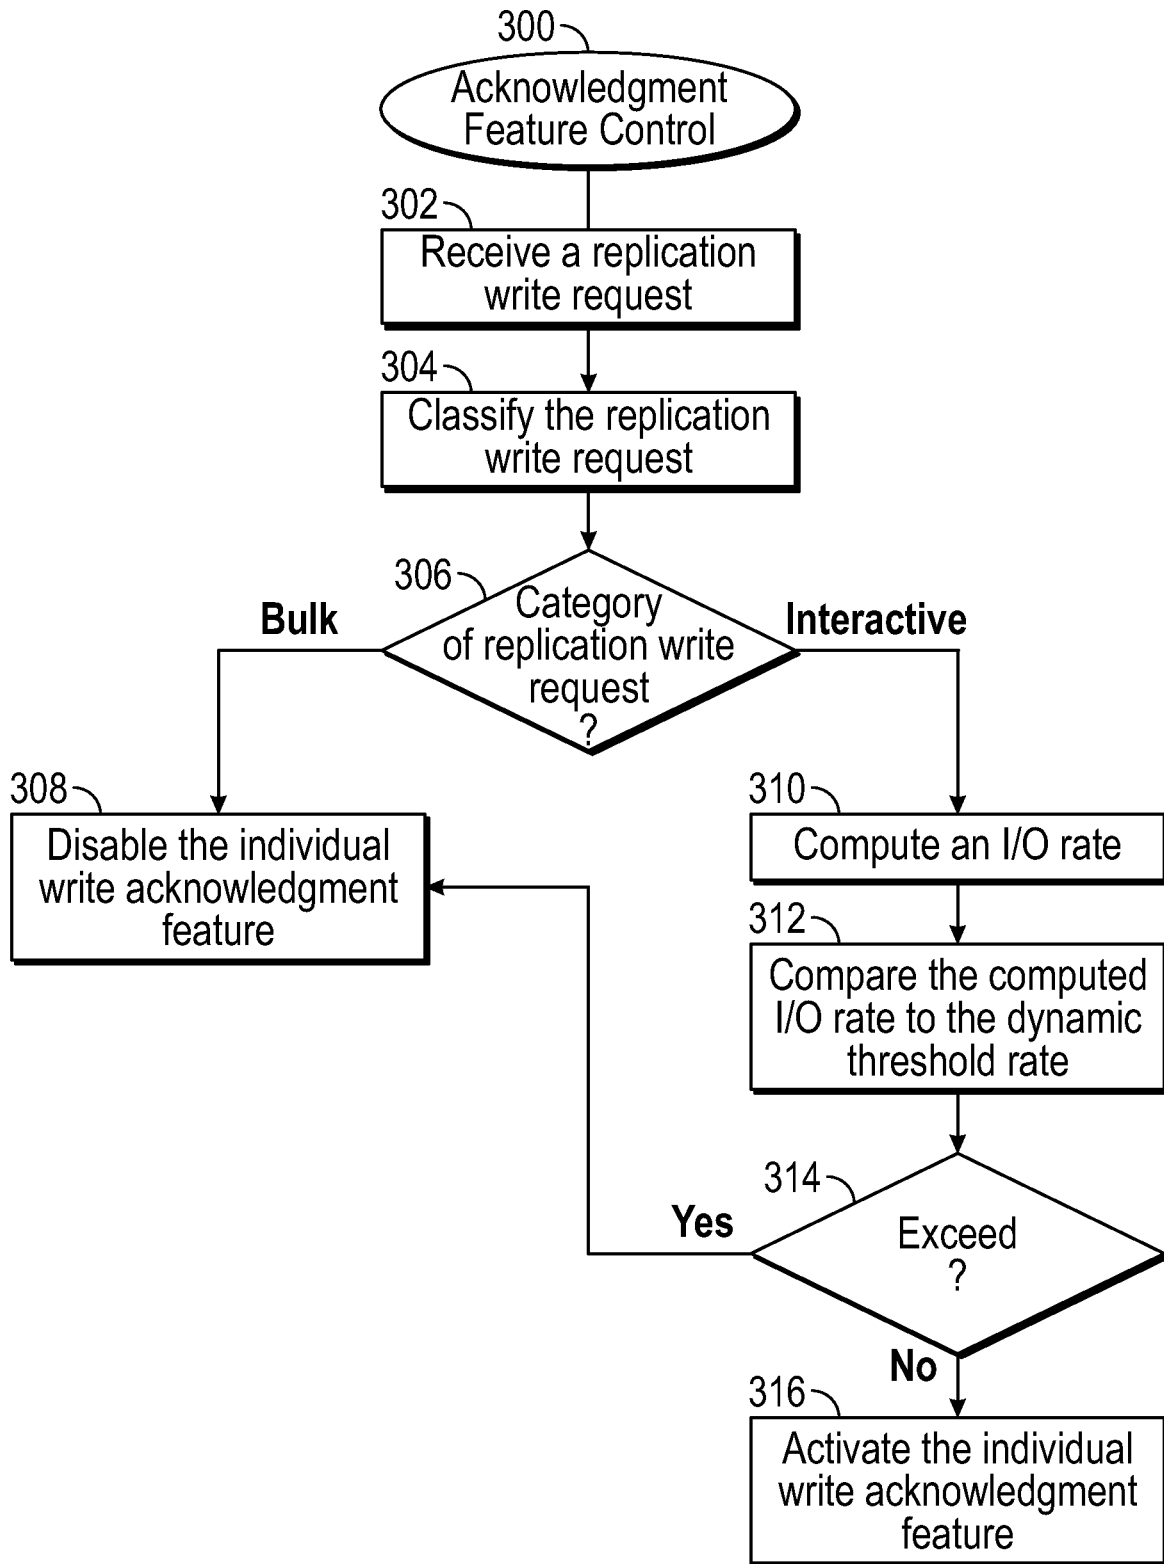 300
Acknowledgment
Feature Control
302
Receive a replication
write request
304
Classify the replication
write request
306
Category
of replication write
request
?
Bulk
Interactive
308
Disable the individual
write acknowledgment
feature
310
Compute an I/O rate
312
Compare the computed
I/O rate to the dynamic
threshold rate
314
Exceed
?
Yes
No
316
Activate the individual
write acknowledgment
feature